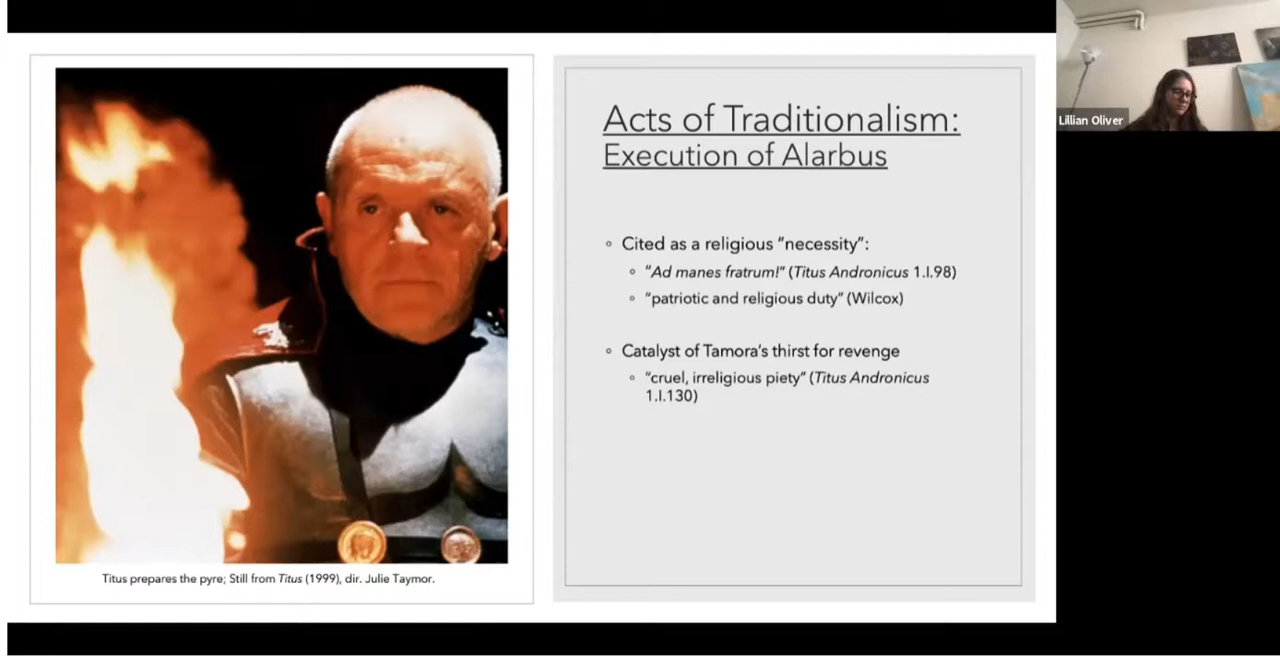 Acts of Traditionalism:
Execution of Alarbus
Cited as a religious “necessity”:
“Ad manes fratrum!” (Titus Andronicus 1.I.98)
“patriotic and religious duty” (Wilcox)
Catalyst of Tamora’s thirst for revenge
“cruel, irreligious piety” (Titus Andronicus
1.I.130)
Titus prepares the pyre; Still from Titus (1999), dir. Julie Taymor.
Lillian Oliver